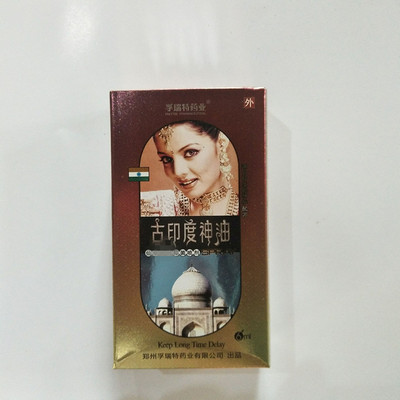 孚瑞特药业®
外
古印度神油
8ml
Keep Long Time Delay
郑州孚瑞特药业有限公司 出品